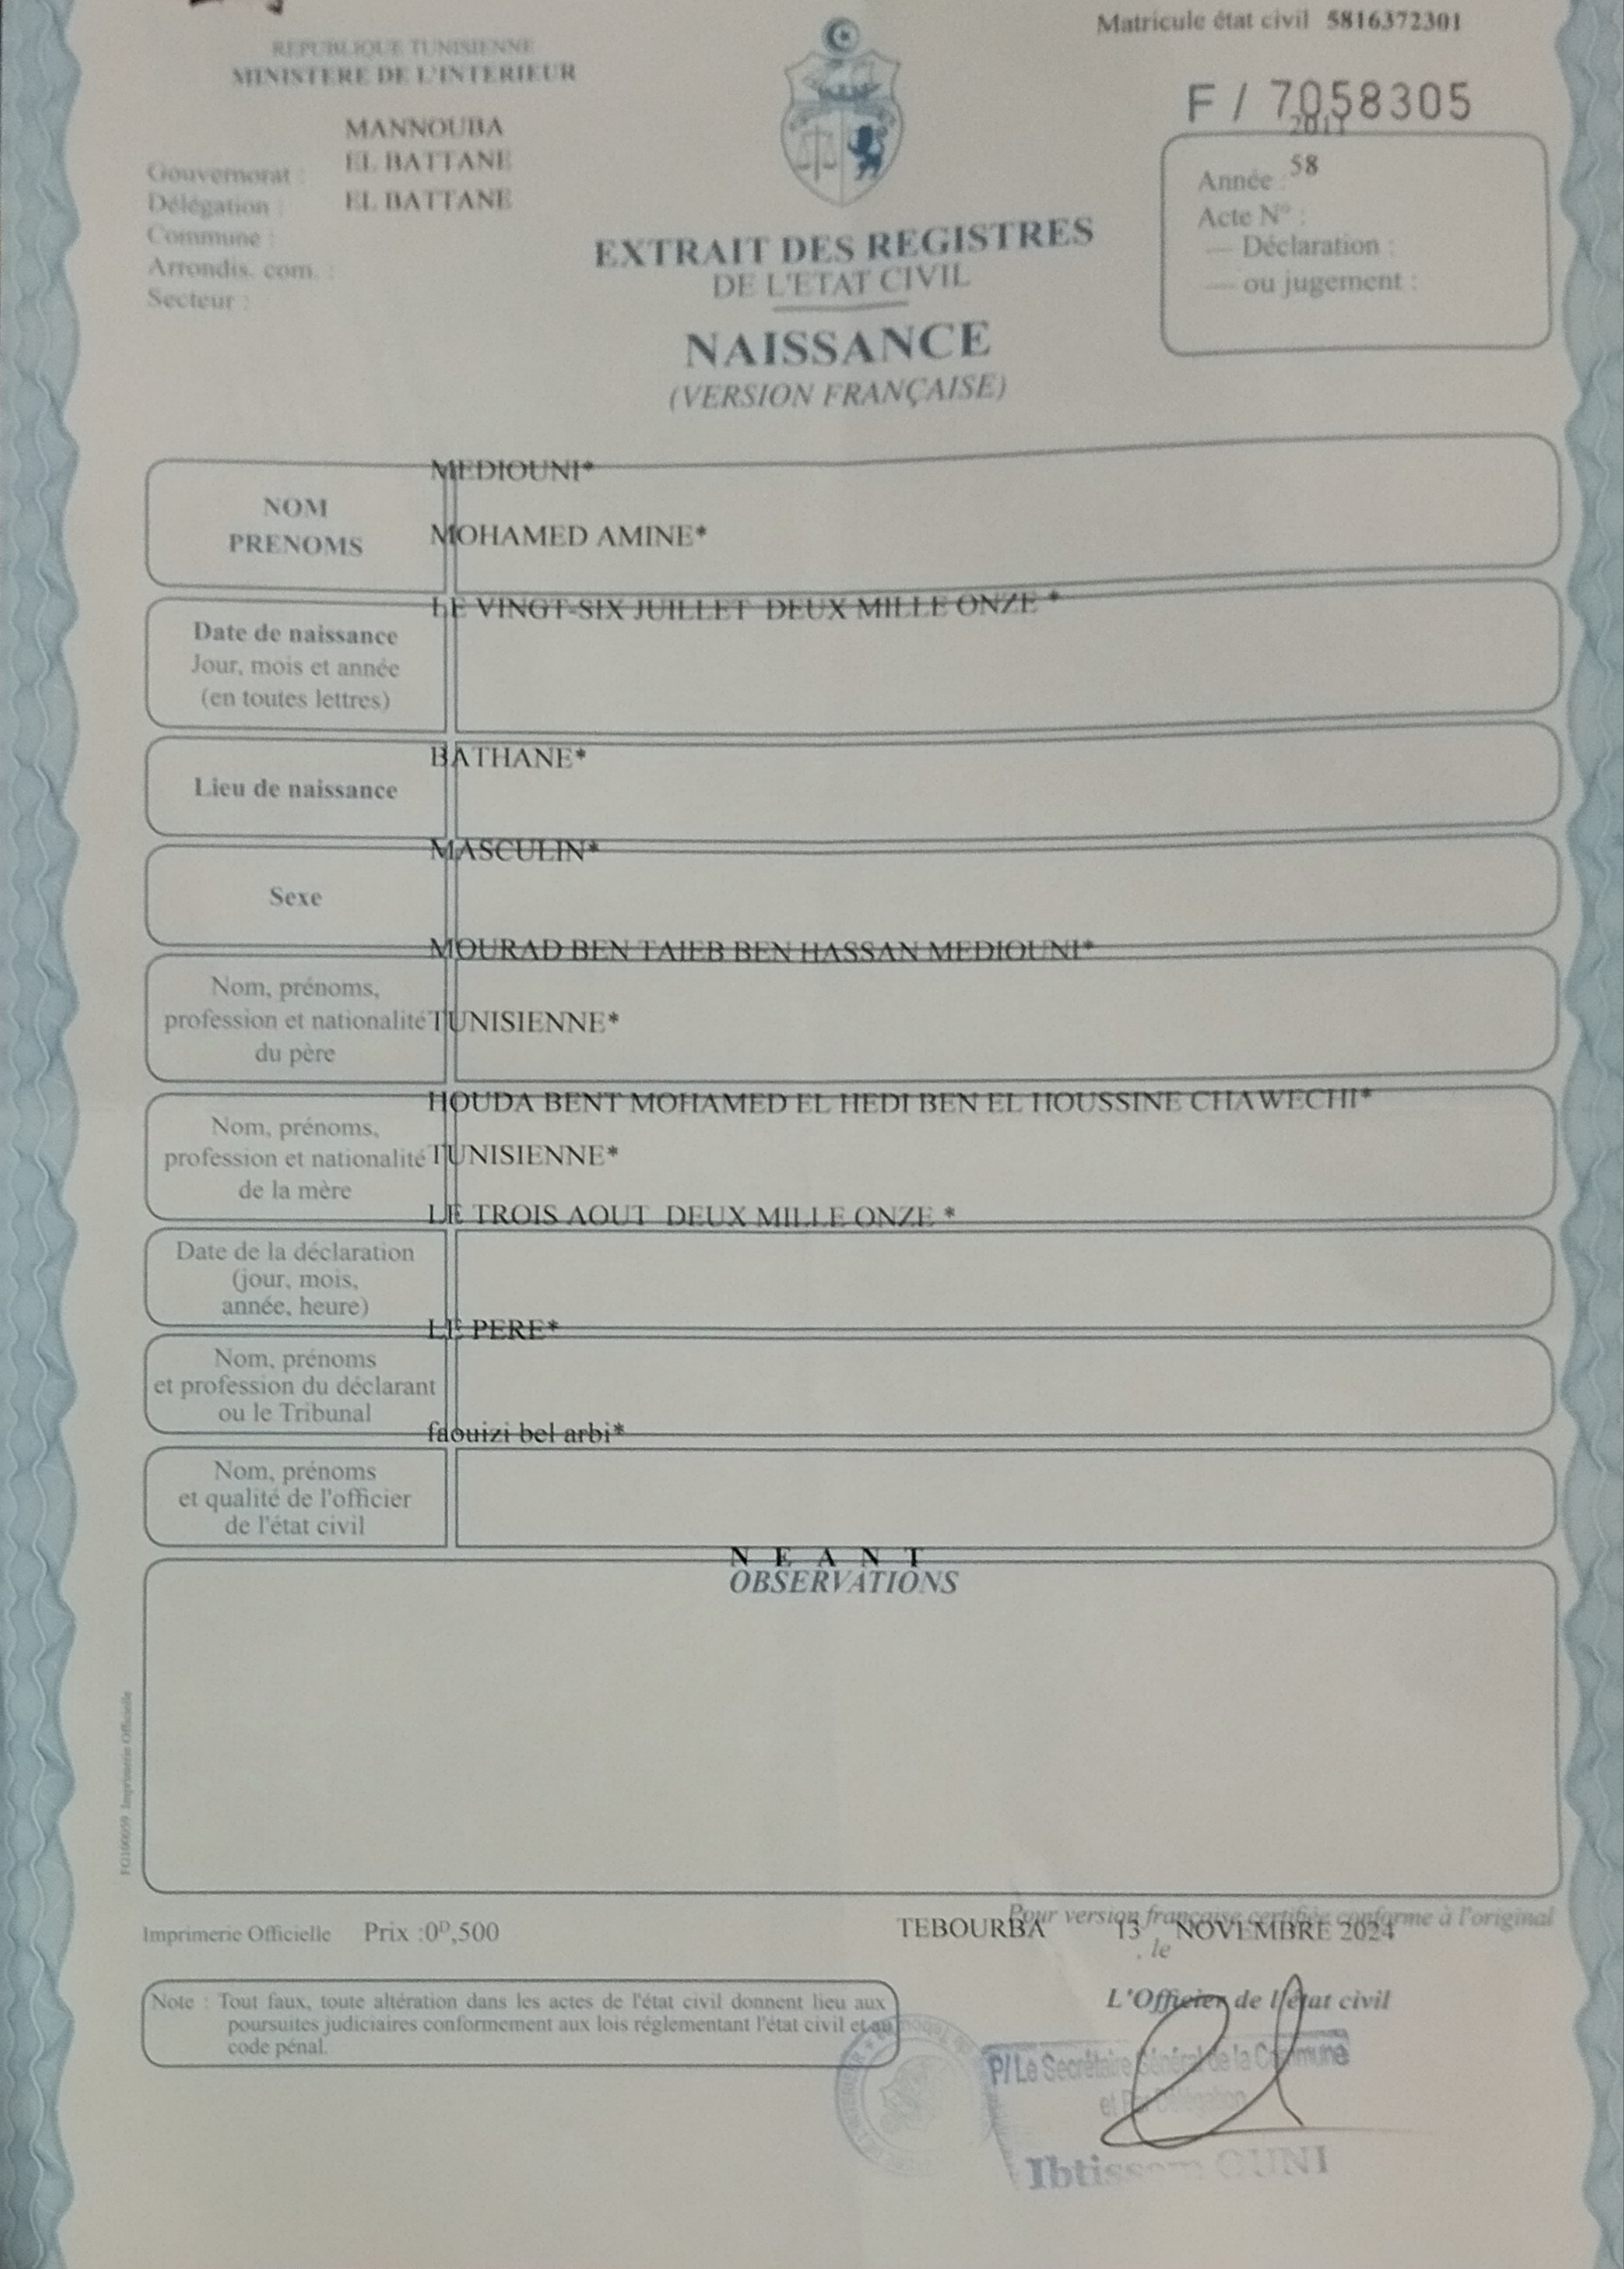 REPUBLIQUE TUNISIENNE
MINISTERE DE L'INTERIEUR
Matricule état civil 5816372301
F / 7058305
MANNOUBA
EL BATTANE
EL BATTANE
Gouvernorat :
Délégation :
Commune :
Arrondis. com. :
Secteur :
2011
Année : 58
Acte N° :
— Déclaration :
— ou jugement :
EXTRAIT DES REGISTRES
DE L'ETAT CIVIL
NAISSANCE
(VERSION FRANÇAISE)
NOM
PRENOMS
MEDIOUNI*
MOHAMED AMINE*
Date de naissance
Jour, mois et année
(en toutes lettres)
LE VINGT-SIX JUILLET DEUX MILLE ONZE *
Lieu de naissance
BATHANE*
Sexe
MASCULIN*
Nom, prénoms,
profession et nationalité
du père
MOURAD BEN TAIEB BEN HASSAN MEDIOUNI*
TUNISIENNE*
Nom, prénoms,
profession et nationalité
de la mère
HOUDA BENT MOHAMED EL HEDI BEN EL HOUSSINE CHAWECHI*
TUNISIENNE*
Date de la déclaration
(jour, mois,
année, heure)
LE TROIS AOUT DEUX MILLE ONZE *
Nom, prénoms
et profession du déclarant
ou le Tribunal
LE PERE*
Nom, prénoms
et qualité de l'officier
de l'état civil
faouizi bel arbi*
N E A N T
OBSERVATIONS
Imprimerie Officielle
Imprimerie Officielle Prix :0ᴰ,500
Pour version française certifiée conforme à l'original
TEBOURBA 13 NOVEMBRE 2024
, le
Note : Tout faux, toute altération dans les actes de l'état civil donnent lieu aux
poursuites judiciaires conformement aux lois réglementant l'état civil et au
code pénal.
L'Officier de l'état civil
P/ Le Secrétaire Général de la Commune
et Par Délégation
Ibtissem OUNI